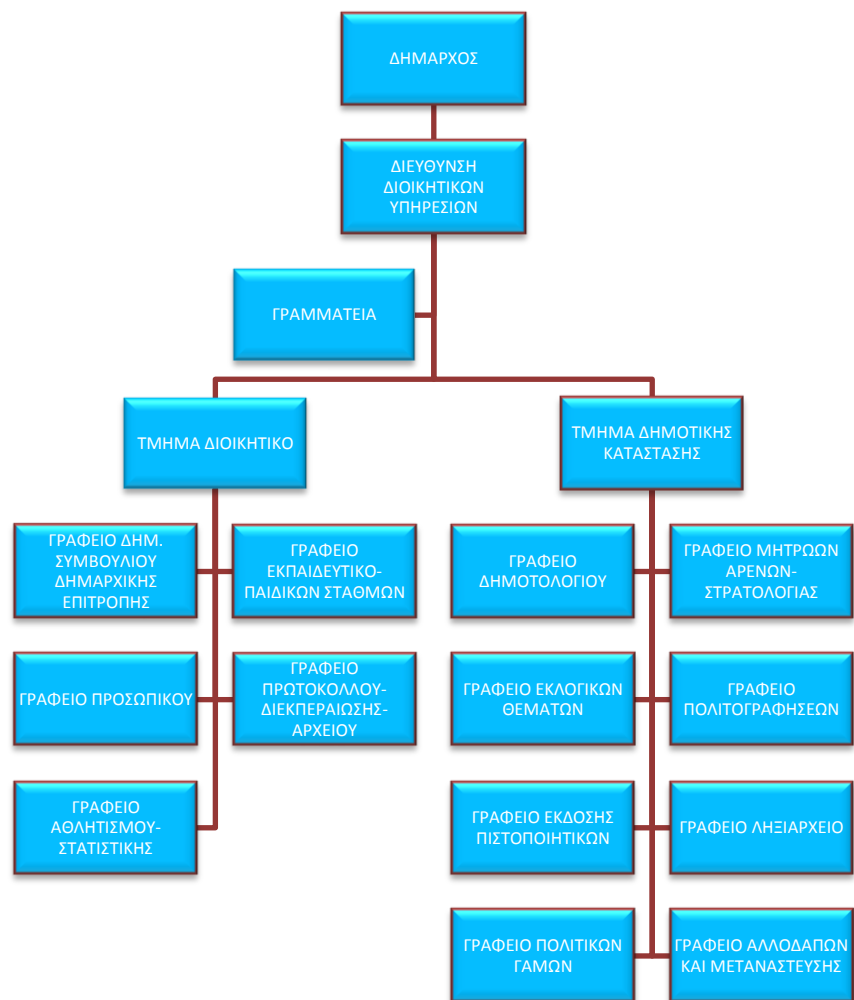 ΔΗΜΑΡΧΟΣ
ΔΙΕΥΘΥΝΣΗ
ΔΙΟΙΚΗΤΙΚΩΝ
ΥΠΗΡΕΣΙΩΝ
ΓΡΑΜΜΑΤΕΙΑ
ΤΜΗΜΑ ΔΙΟΙΚΗΤΙΚΟ
ΓΡΑΦΕΙΟ ΔΗΜ.
ΣΥΜΒΟΥΛΙΟΥ
ΔΗΜΑΡΧΙΚΗΣ
ΕΠΙΤΡΟΠΗΣ
ΓΡΑΦΕΙΟ
ΕΚΠΑΙΔΕΥΤΙΚΟ-
ΠΑΙΔΙΚΩΝ ΣΤΑΘΜΩΝ
ΓΡΑΦΕΙΟ ΠΡΟΣΩΠΙΚΟΥ
ΓΡΑΦΕΙΟ
ΠΡΩΤΟΚΟΛΛΟΥ-
ΔΙΕΚΠΕΡΑΙΩΣΗΣ-
ΑΡΧΕΙΟΥ
ΓΡΑΦΕΙΟ
ΑΘΛΗΤΙΣΜΟΥ-
ΣΤΑΤΙΣΤΙΚΗΣ
ΤΜΗΜΑ ΔΗΜΟΤΙΚΗΣ
ΚΑΤΑΣΤΑΣΗΣ
ΓΡΑΦΕΙΟ
ΔΗΜΟΤΟΛΟΓΙΟΥ
ΓΡΑΦΕΙΟ ΜΗΤΡΩΩΝ
ΑΡΕΝΩΝ-
ΣΤΡΑΤΟΛΟΓΙΑΣ
ΓΡΑΦΕΙΟ ΕΚΛΟΓΙΚΩΝ
ΘΕΜΑΤΩΝ
ΓΡΑΦΕΙΟ
ΠΟΛΙΤΟΓΡΑΦΗΣΕΩΝ
ΓΡΑΦΕΙΟ ΕΚΔΟΣΗΣ
ΠΙΣΤΟΠΟΙΗΤΙΚΩΝ
ΓΡΑΦΕΙΟ ΛΗΞΙΑΡΧΕΙΟ
ΓΡΑΦΕΙΟ ΠΟΛΙΤΙΚΩΝ
ΓΑΜΩΝ
ΓΡΑΦΕΙΟ ΑΛΛΟΔΑΠΩΝ
ΚΑΙ ΜΕΤΑΝΑΣΤΕΥΣΗΣ